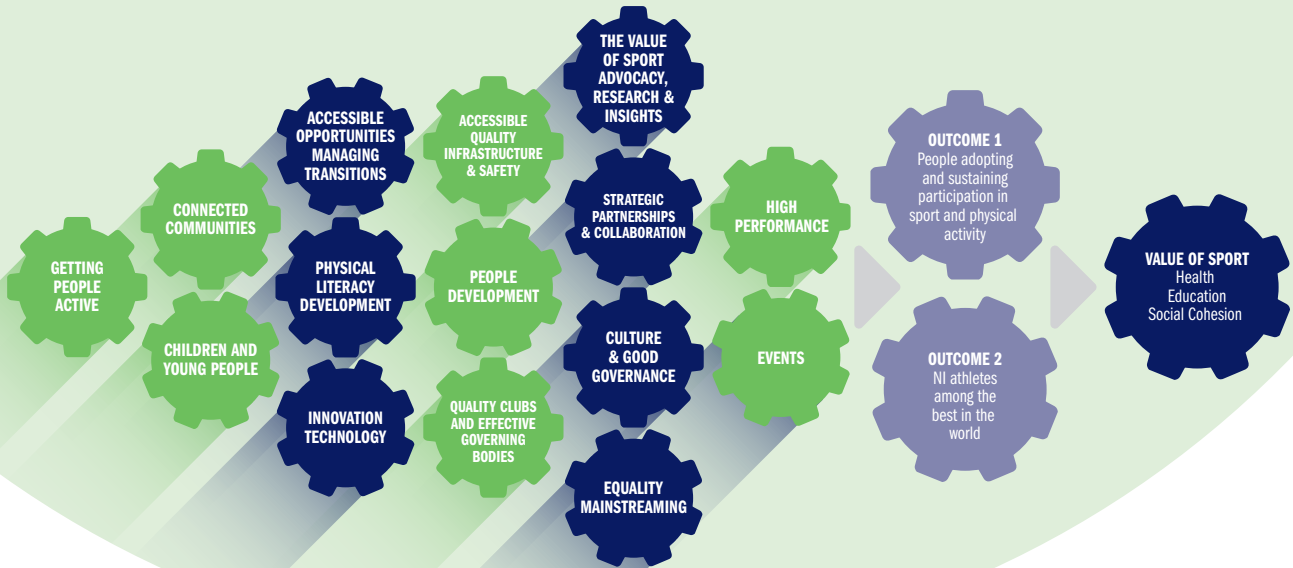 GETTING
PEOPLE
ACTIVE
CONNECTED
COMMUNITIES
CHILDREN AND
YOUNG PEOPLE
ACCESSIBLE
OPPORTUNITIES
MANAGING
TRANSITIONS
PHYSICAL
LITERACY
DEVELOPMENT
INNOVATION
TECHNOLOGY
ACCESSIBLE
QUALITY
INFRASTRUCTURE
& SAFETY
PEOPLE
DEVELOPMENT
QUALITY CLUBS
AND EFFECTIVE
GOVERNING
BODIES
THE VALUE
OF SPORT
ADVOCACY,
RESEARCH &
INSIGHTS
STRATEGIC
PARTNERSHIPS
& COLLABORATION
CULTURE
& GOOD
GOVERNANCE
EQUALITY
MAINSTREAMING
HIGH
PERFORMANCE
EVENTS
OUTCOME 1
People adopting
and sustaining
participation in
sport and physical
activity
OUTCOME 2
NI athletes
among the
best in the
world
VALUE OF SPORT
Health
Education
Social Cohesion